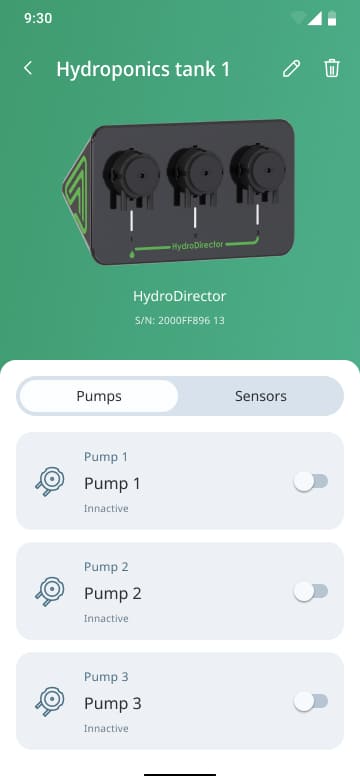 9:30
Hydroponics tank 1
HydroDirector
HydroDirector
S/N: 2000FF896 13
Pumps
Sensors
Pump 1
Pump 1
Innactive
Pump 2
Pump 2
Innactive
Pump 3
Pump 3
Innactive